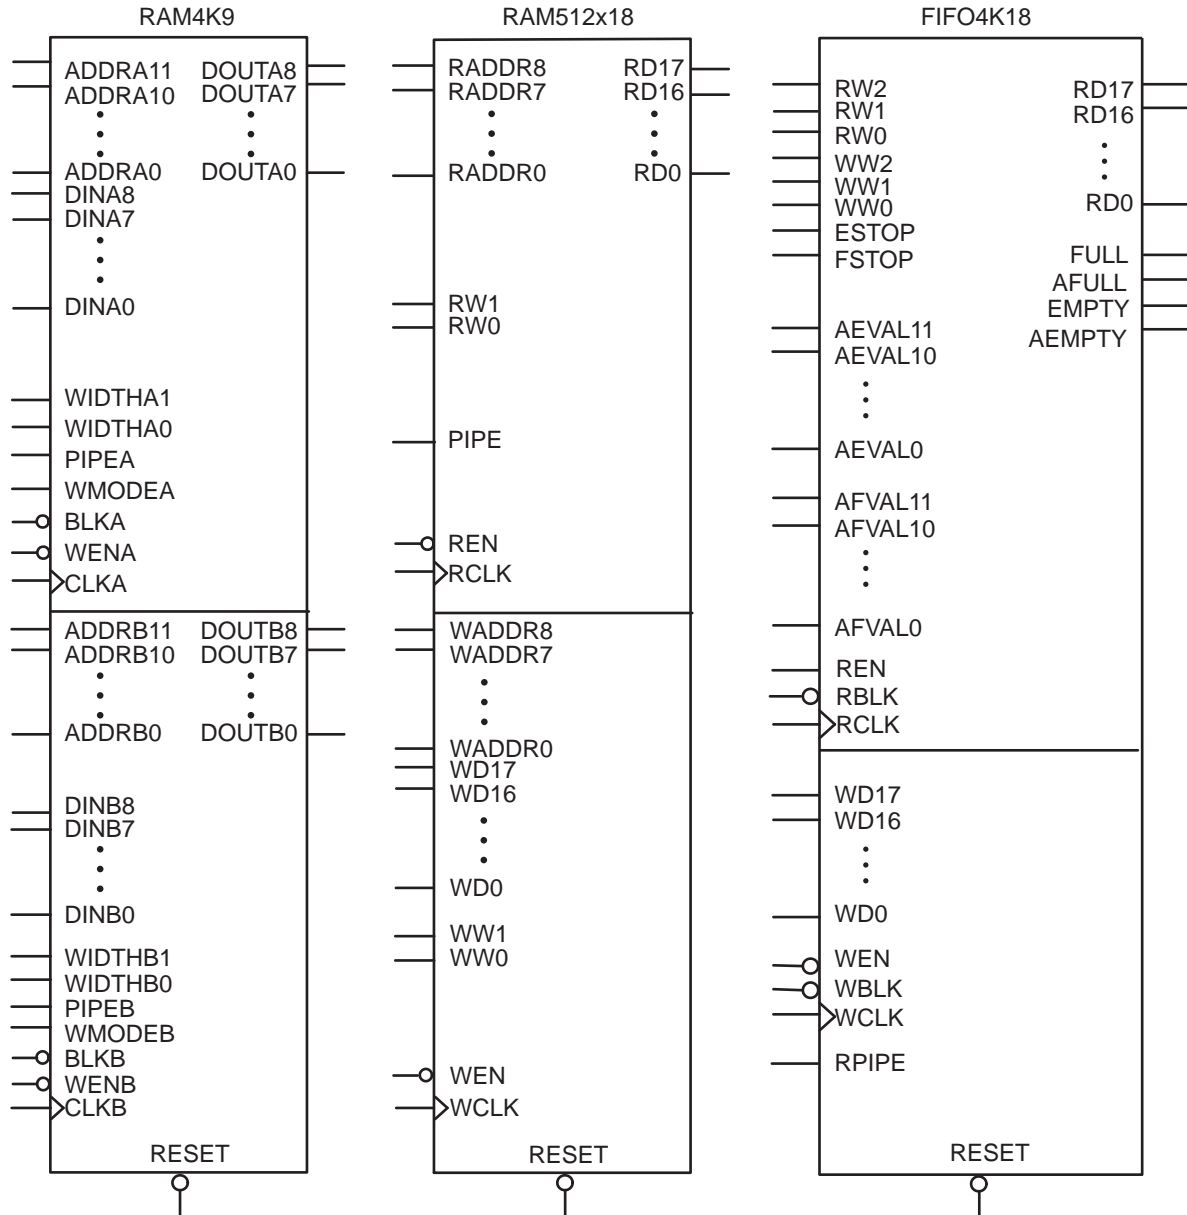 RAM4K9
ADDRA11 DOUTA8
ADDRA10 DOUTA7
ADDRA0 DOUTA0
DINA8
DINA7
DINA0
WIDTHA1
WIDTHA0
PIPEA
WMODEA
BLKA
WENA
CLKA
ADDRB11 DOUTB8
ADDRB10 DOUTB7
ADDRB0 DOUTB0
DINB8
DINB7
DINB0
WIDTHB1
WIDTHB0
PIPEB
WMODEB
BLKB
WENB
CLKB
RESET
RAM512x18
RADDR8 RD17
RADDR7 RD16
RADDR0 RD0
RW1
RW0
PIPE
REN
RCLK
WADDR8
WADDR7
WADDR0
WD17
WD16
WD0
WW1
WW0
WEN
WCLK
RESET
FIFO4K18
RW2 RD17
RW1 RD16
RW0
WW2
WW1
WW0 RD0
ESTOP
FSTOP FULL
AFULL
EMPTY
AEVAL11 AEMPTY
AEVAL10
AEVAL0
AFVAL11
AFVAL10
AFVAL0
REN
RBLK
RCLK
WD17
WD16
WD0
WEN
WBLK
WCLK
RPIPE
RESET